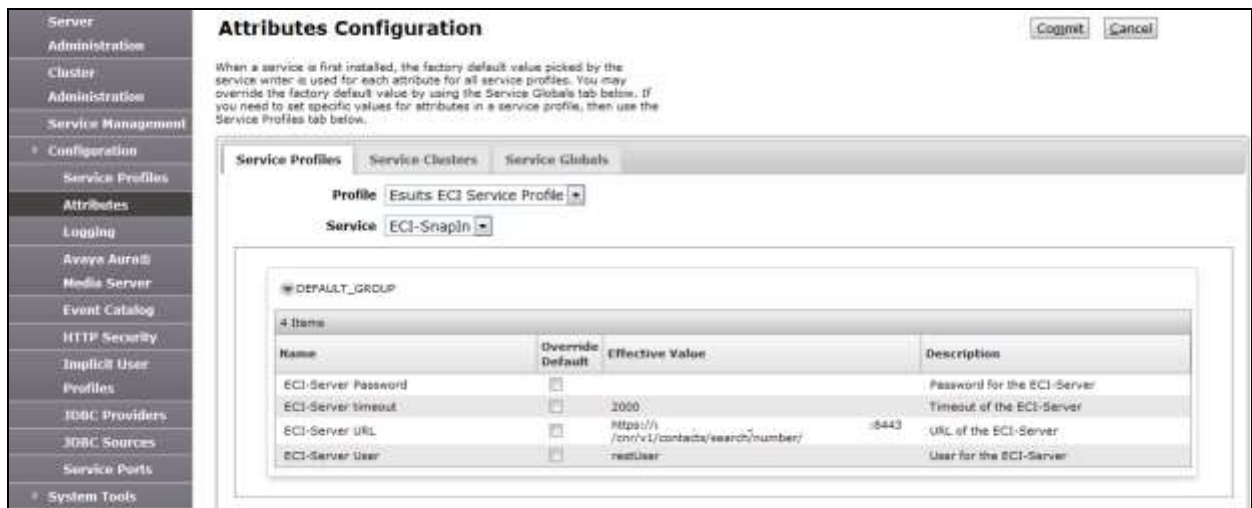 Server
Administration
Cluster
Administration
Service Management
Configuration
Service Profiles
Attributes
Logging
Avaya Aura®
Media Server
Event Catalog
HTTP Security
Implicit User
Profiles
JDBC Providers
JDBC Sources
Service Ports
System Tools
Attributes Configuration
Commit Cancel
When a service is first installed, the factory default value picked by the
service writer is used for each attribute for all service profiles. You may
override the factory default value by using the Service Globals tab below. If
you need to set specific values for attributes in a service profile, then use the
Service Profiles tab below.
Service Profiles Service Clusters Service Globals
Profile Esuits ECI Service Profile
Service ECI-SnapIn
DEFAULT_GROUP
4 Items
Name Override Default Effective Value Description
ECI-Server Password Password for the ECI-Server
ECI-Server timeout 2000 Timeout of the ECI-Server
ECI-Server URL https:// :8443 URL of the ECI-Server
/cnr/v1/contacts/search/number/
ECI-Server User restUser User for the ECI-Server